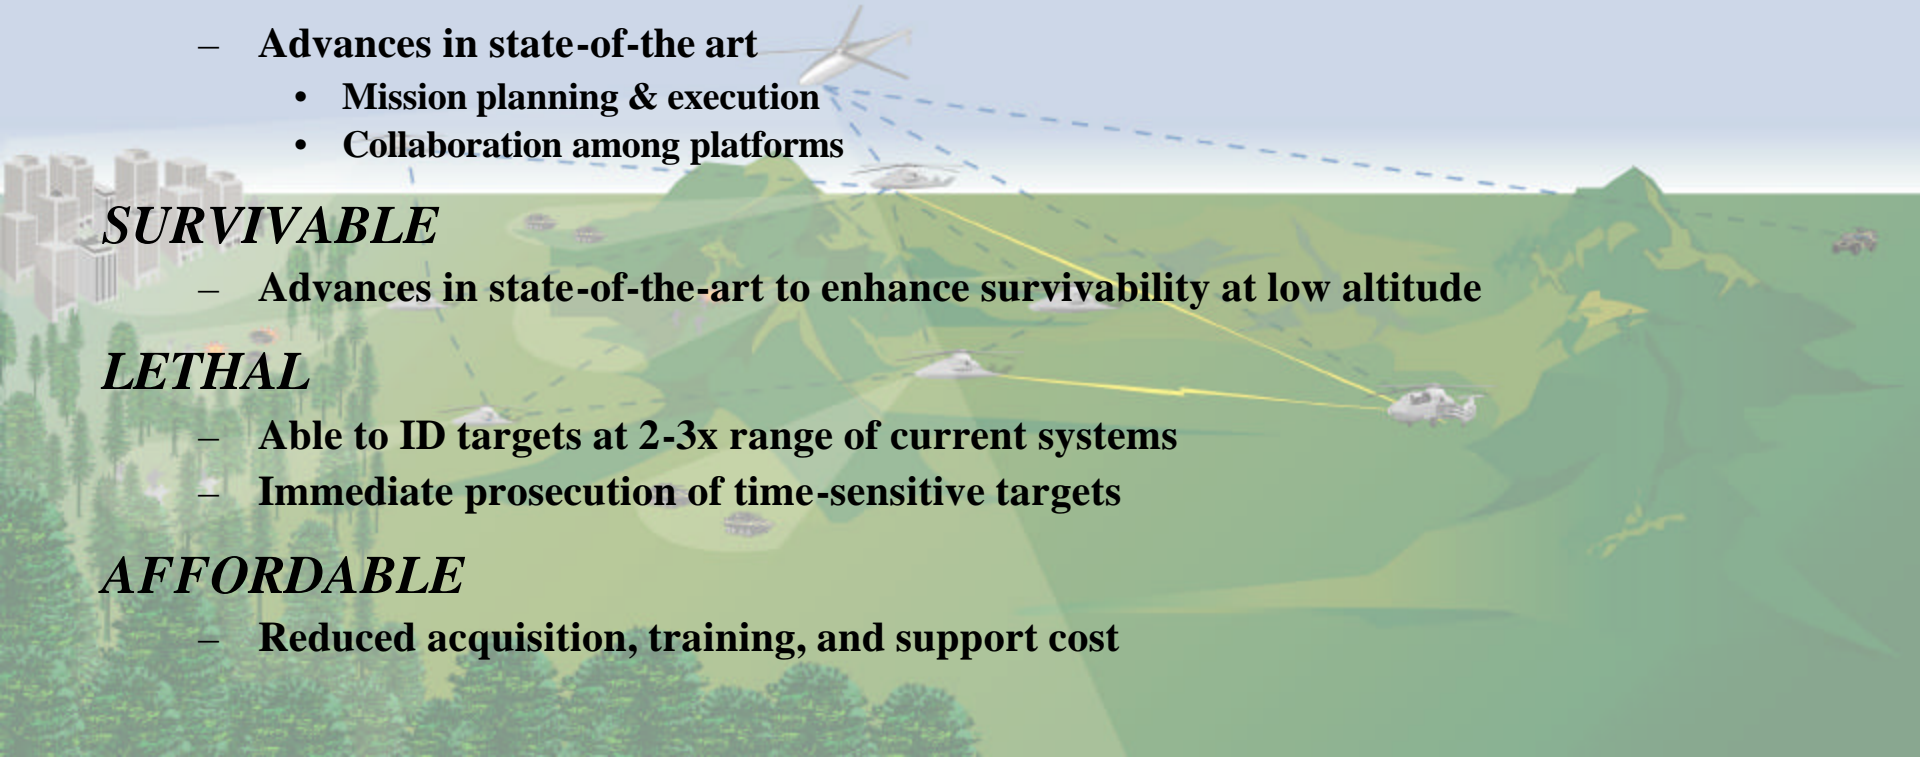 – Advances in state-of-the art
• Mission planning & execution
• Collaboration among platforms
SURVIVABLE
– Advances in state-of-the-art to enhance survivability at low altitude
LETHAL
– Able to ID targets at 2-3x range of current systems
– Immediate prosecution of time-sensitive targets
AFFORDABLE
– Reduced acquisition, training, and support cost